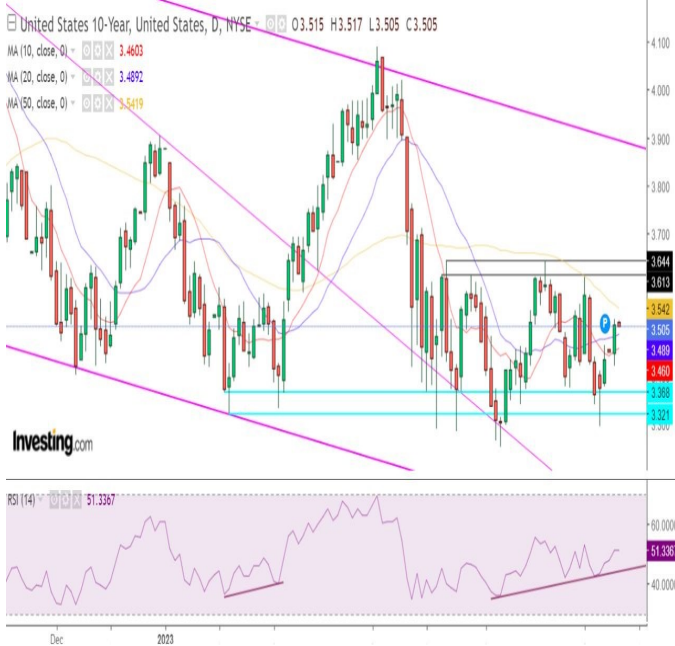 United States 10-Year, United States, D, NYSE O3.515 H3.517 L3.505 C3.505
MA (10, close, 0) 3.4603
MA (20, close, 0) 3.4892
MA (50, close, 0) 3.5419
4.100
4.000
3.900
3.800
3.700
3.644
3.613
3.542
3.505
3.489
3.460
3.368
3.321
3.300
P
Investing.com
RSI (14) 51.3367
60.0000
51.3367
40.0000
Dec 2023